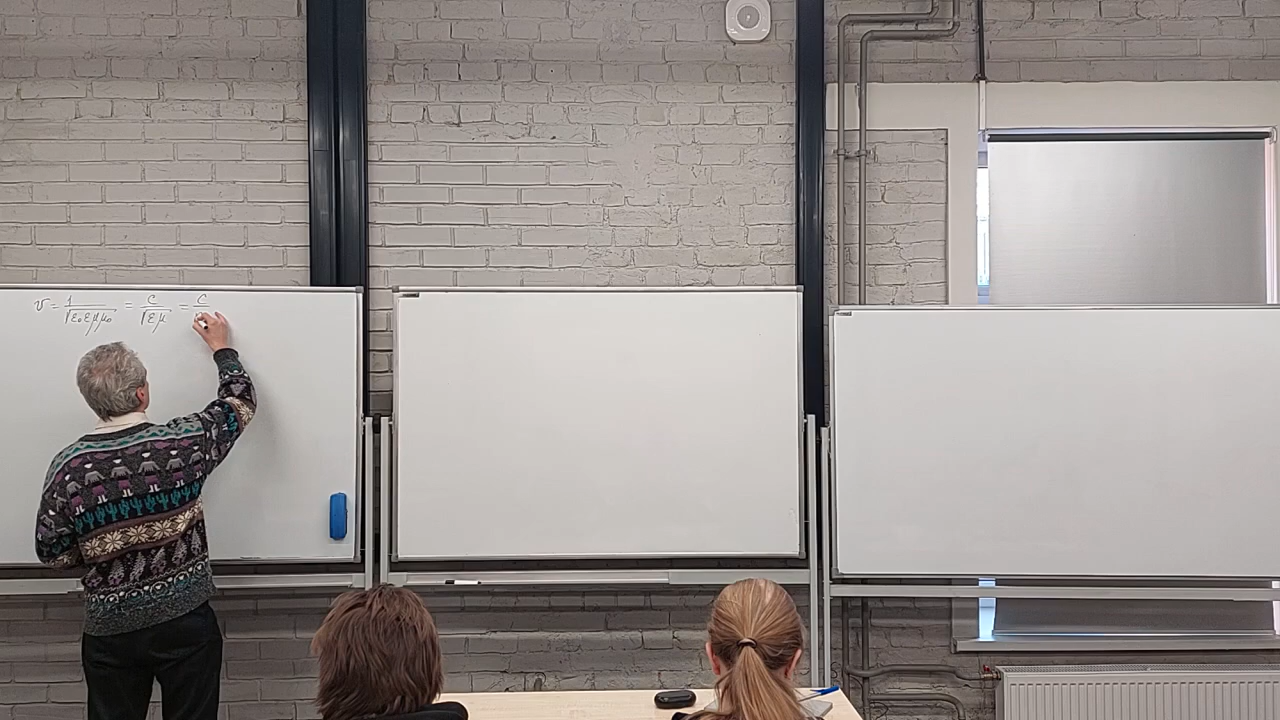 v = 1/√ε₀εμμ₀ = c/√εμ = c/